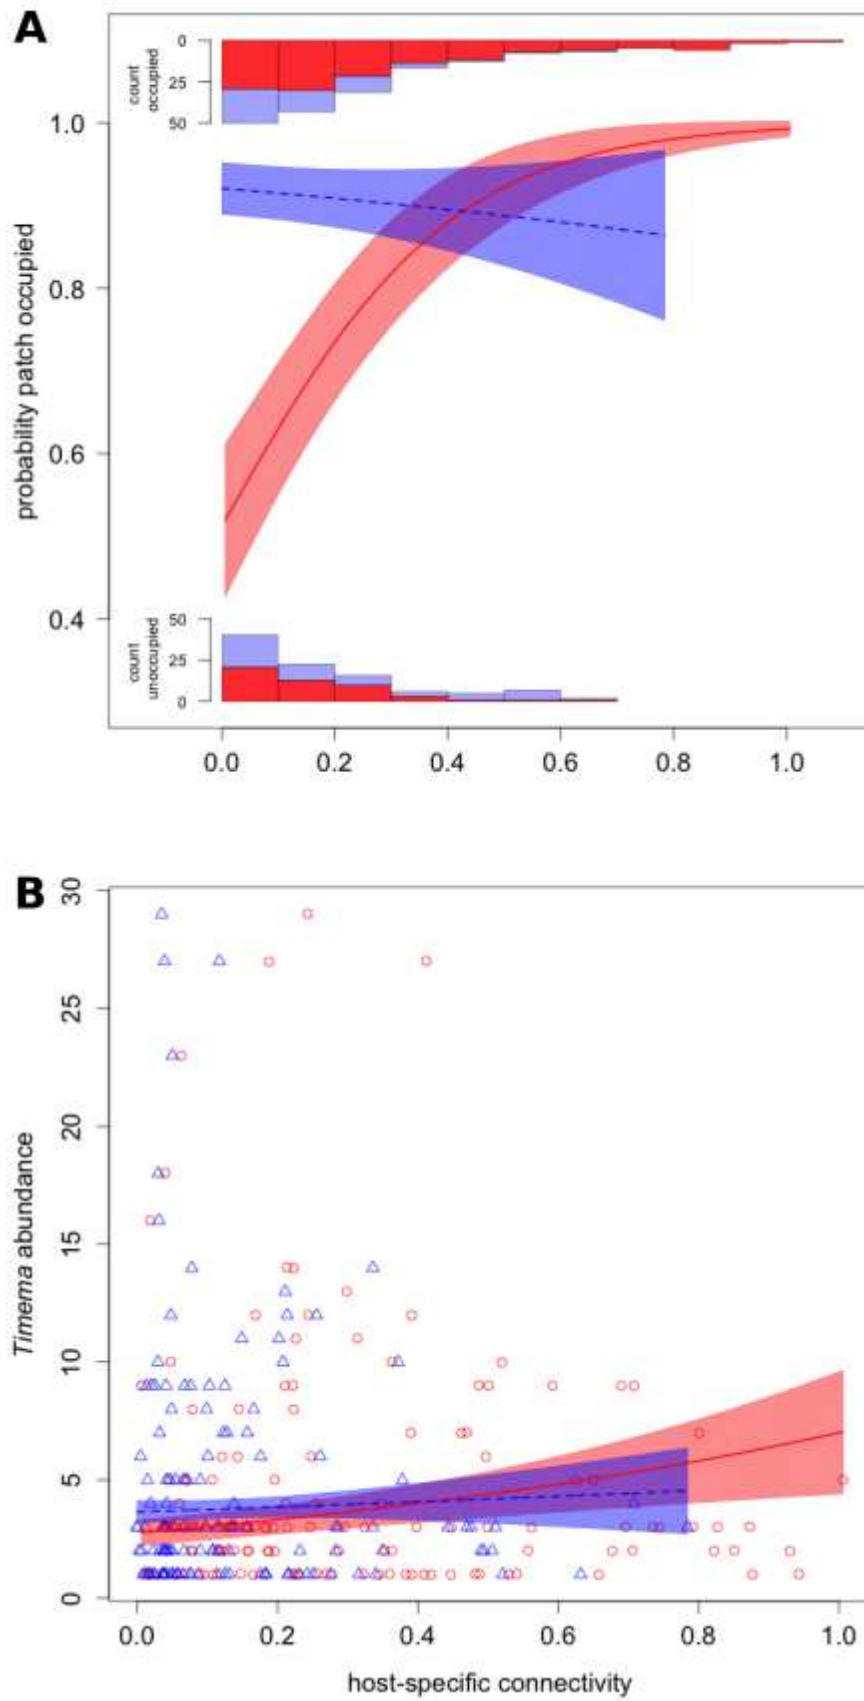 A
0
25
50
count
occupied
1.0
0.8
0.6
0.4
probability patch occupied
50
25
0
count
unoccupied
0.0 0.2 0.4 0.6 0.8 1.0
B
30
25
20
15
10
5
0
Timema abundance
0.0 0.2 0.4 0.6 0.8 1.0
host-specific connectivity